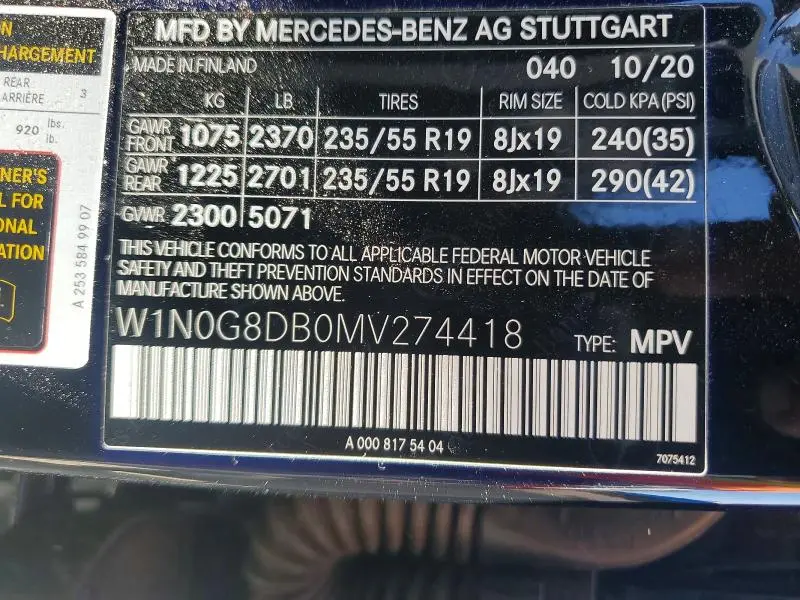 MFD BY MERCEDES-BENZ AG STUTTGART
MADE IN FINLAND 040 10/20
KG LB TIRES RIM SIZE COLD KPA(PSI)
GAWR FRONT 1075 2370 235/55 R19 8Jx19 240(35)
GAWR REAR 1225 2701 235/55 R19 8Jx19 290(42)
GVWR 2300 5071
THIS VEHICLE CONFORMS TO ALL APPLICABLE FEDERAL MOTOR VEHICLE
SAFETY AND THEFT PREVENTION STANDARDS IN EFFECT ON THE DATE OF
MANUFACTURE SHOWN ABOVE.
W1N0G8DB0MV274418 TYPE: MPV
A 000 817 54 04
7075412
ON
HARGEMENT
REAR
ARRIÈRE 3
920 lbs.
lb.
NER'S
L FOR
ONAL
ATION
A 253 584 99 07